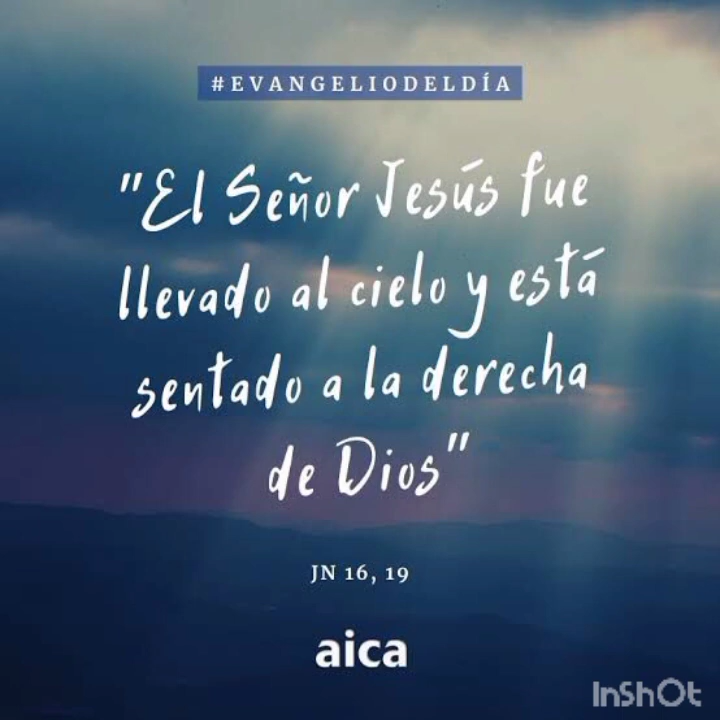 #EVANGELIODELDÍA
"El Señor Jesús fue
llevado al cielo y está
sentado a la derecha
de Dios"
JN 16, 19
aica
InShOt